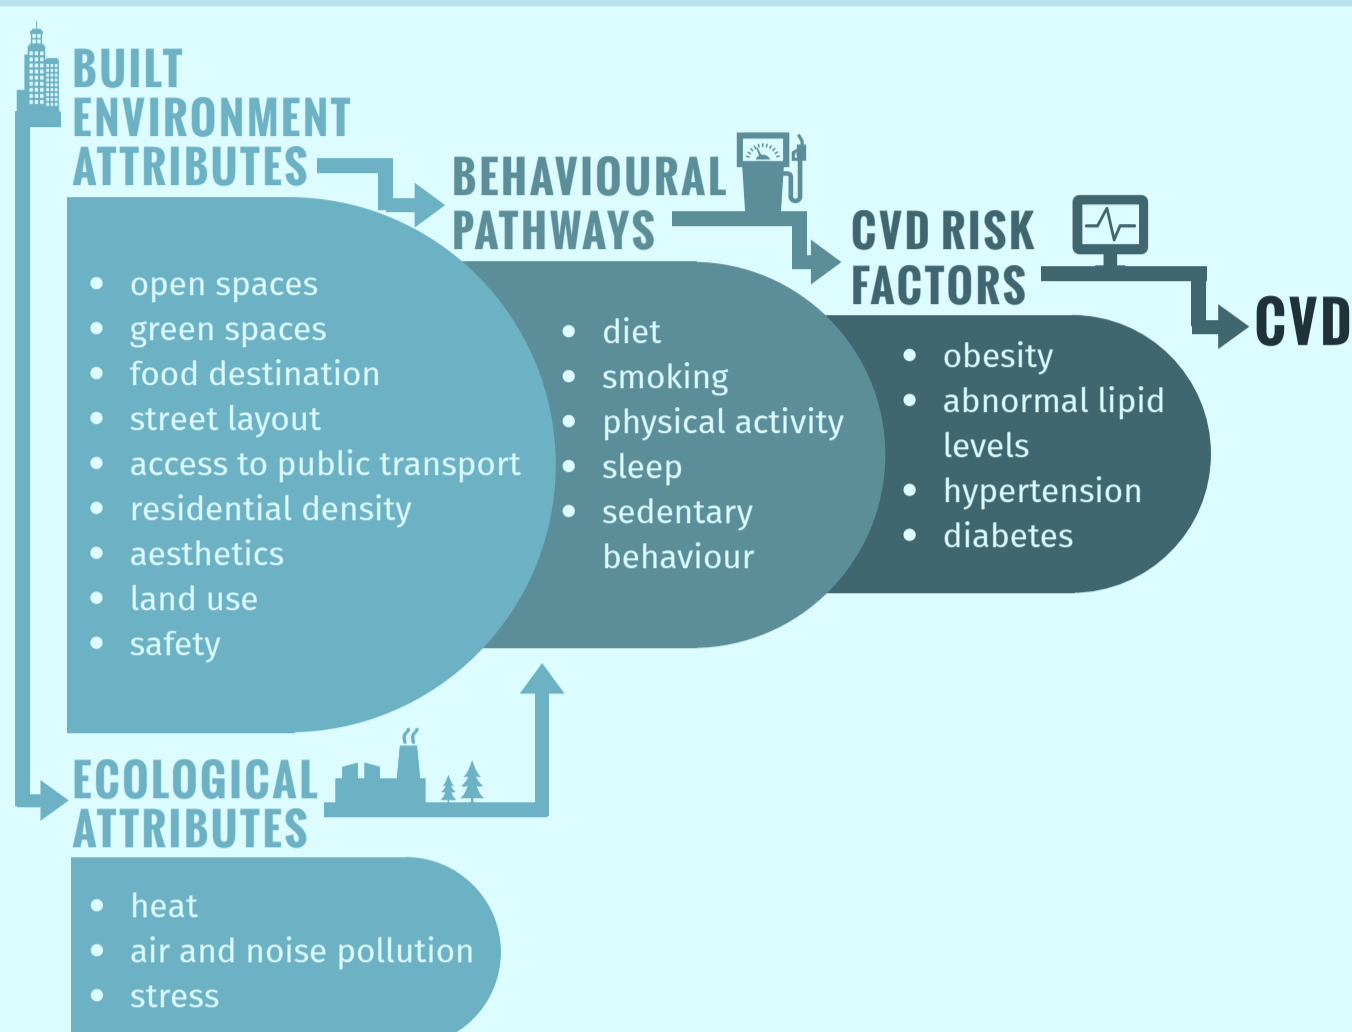 BUILT
ENVIRONMENT
ATTRIBUTES
• open spaces
• green spaces
• food destination
• street layout
• access to public transport
• residential density
• aesthetics
• land use
• safety
BEHAVIOURAL
PATHWAYS
• diet
• smoking
• physical activity
• sleep
• sedentary
behaviour
CVD RISK
FACTORS
• obesity
• abnormal lipid
levels
• hypertension
• diabetes
CVD
ECOLOGICAL
ATTRIBUTES
• heat
• air and noise pollution
• stress